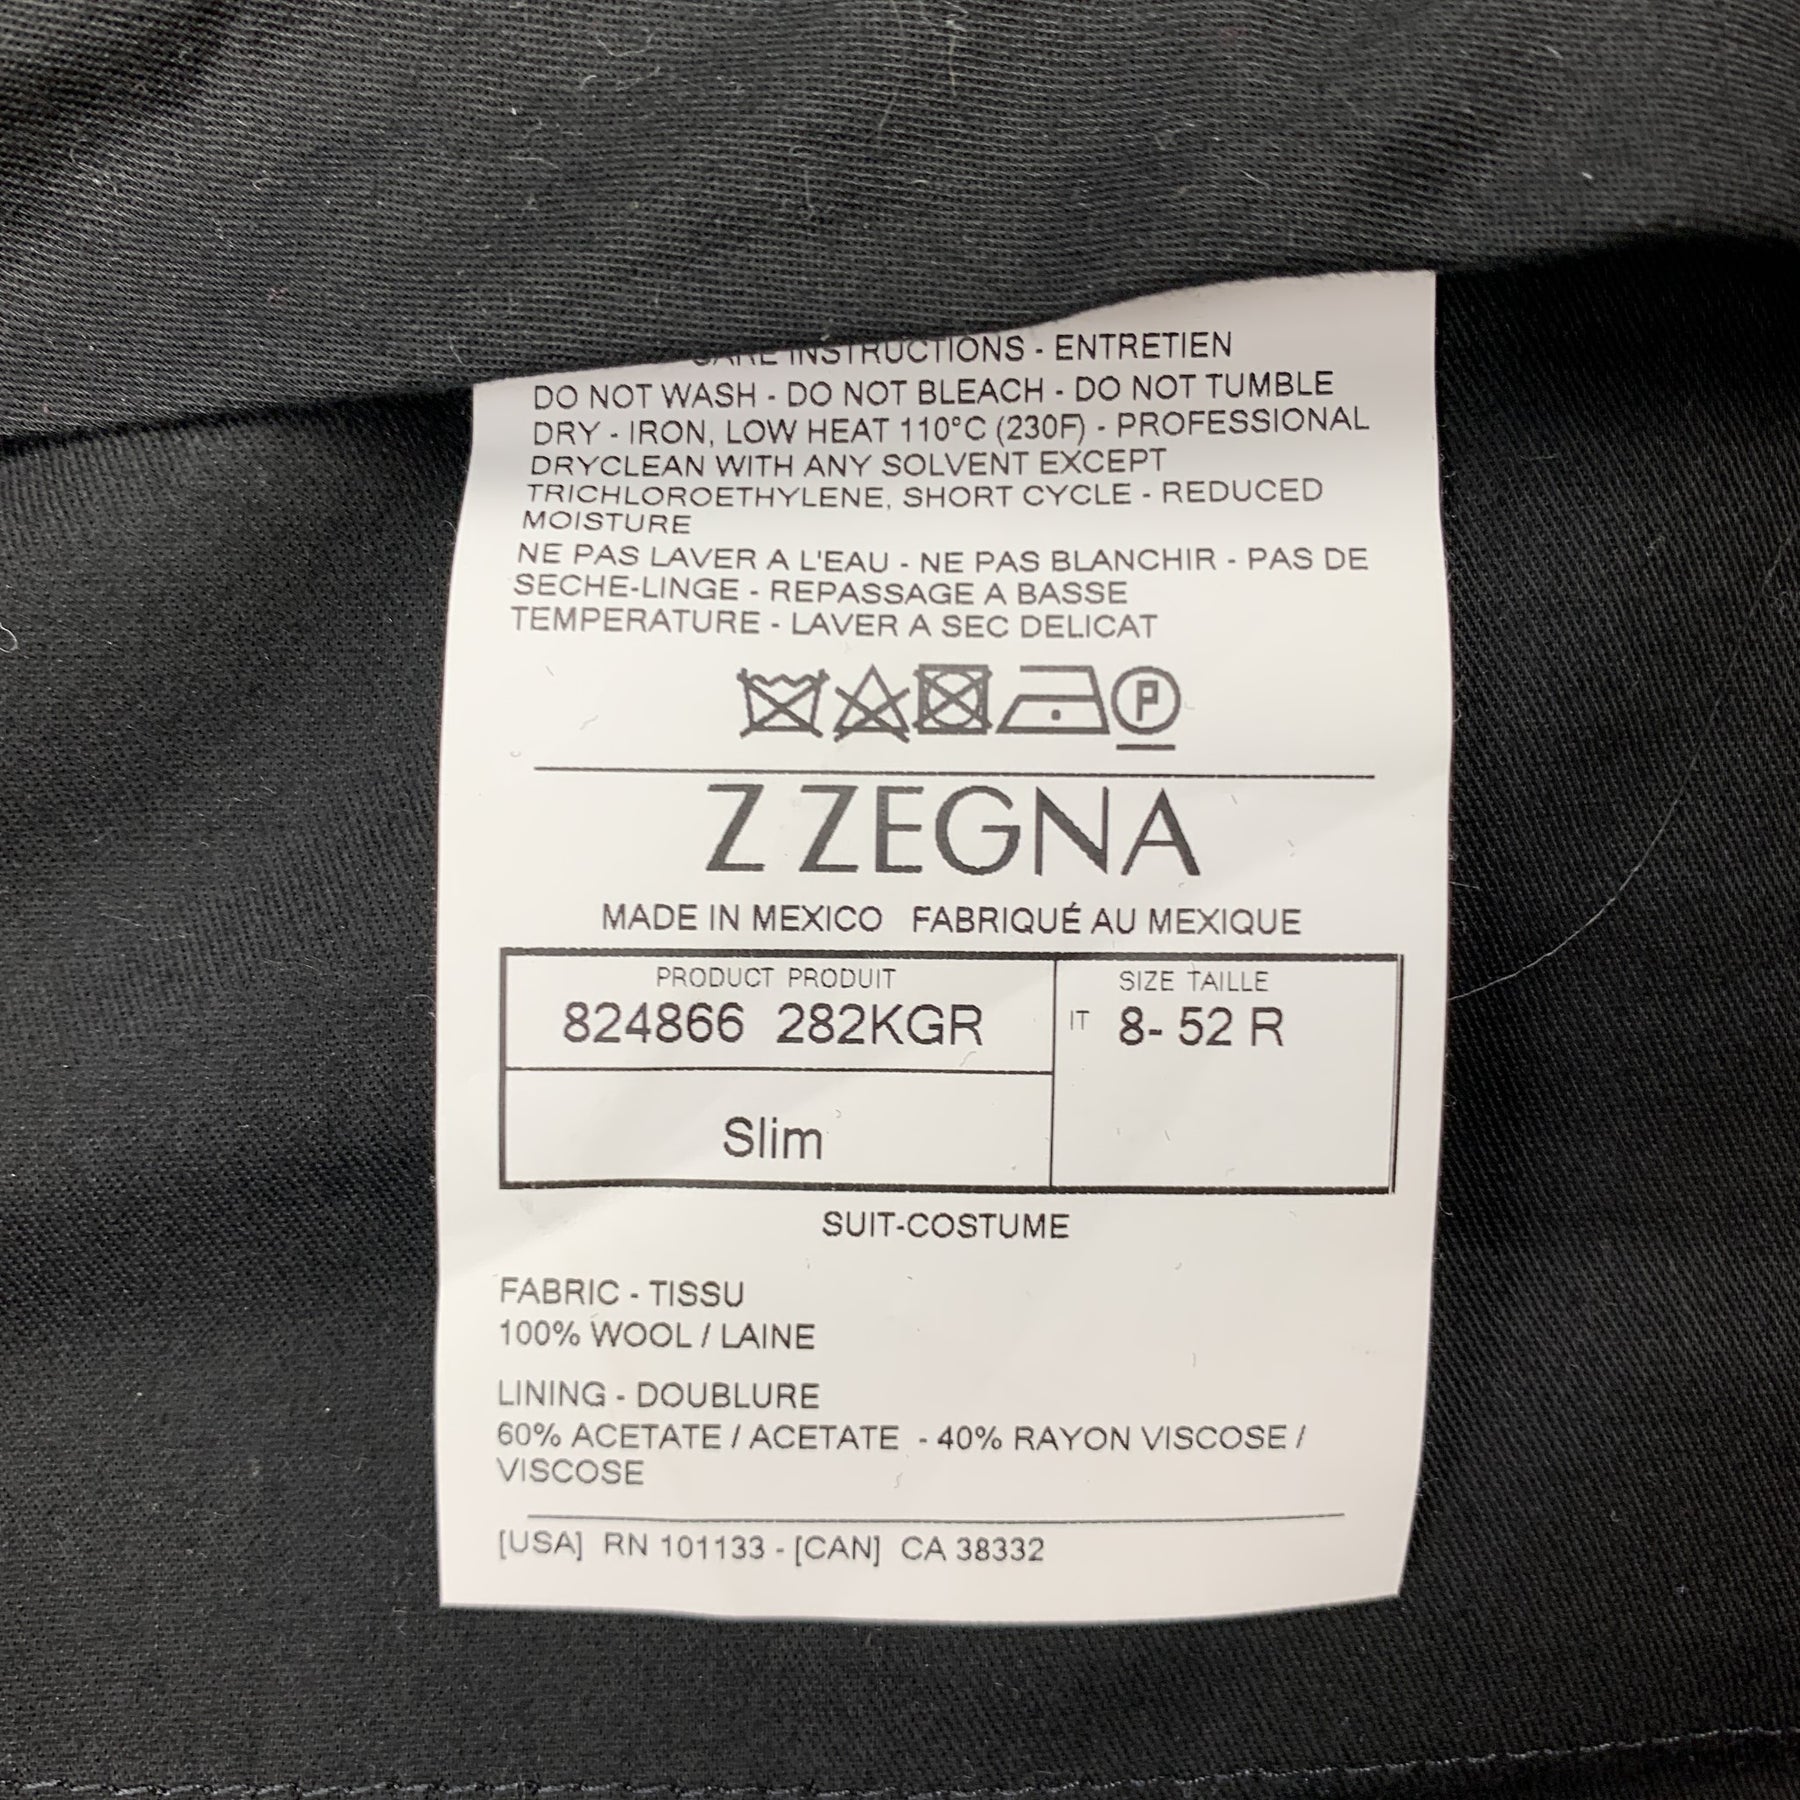 CARE INSTRUCTIONS - ENTRETIEN
DO NOT WASH - DO NOT BLEACH - DO NOT TUMBLE
DRY - IRON, LOW HEAT 110°C (230F) - PROFESSIONAL
DRYCLEAN WITH ANY SOLVENT EXCEPT
TRICHLOROETHYLENE, SHORT CYCLE - REDUCED
MOISTURE
NE PAS LAVER A L'EAU - NE PAS BLANCHIR - PAS DE
SECHE-LINGE - REPASSAGE A BASSE
TEMPERATURE - LAVER A SEC DELICAT
P
Z ZEGNA
MADE IN MEXICO FABRIQUÉ AU MEXIQUE
PRODUCT PRODUIT
824866 282KGR
Slim
SIZE TAILLE
IT 8- 52 R
SUIT-COSTUME
FABRIC - TISSU
100% WOOL / LAINE
LINING - DOUBLURE
60% ACETATE / ACETATE - 40% RAYON VISCOSE /
VISCOSE
[USA] RN 101133 - [CAN] CA 38332